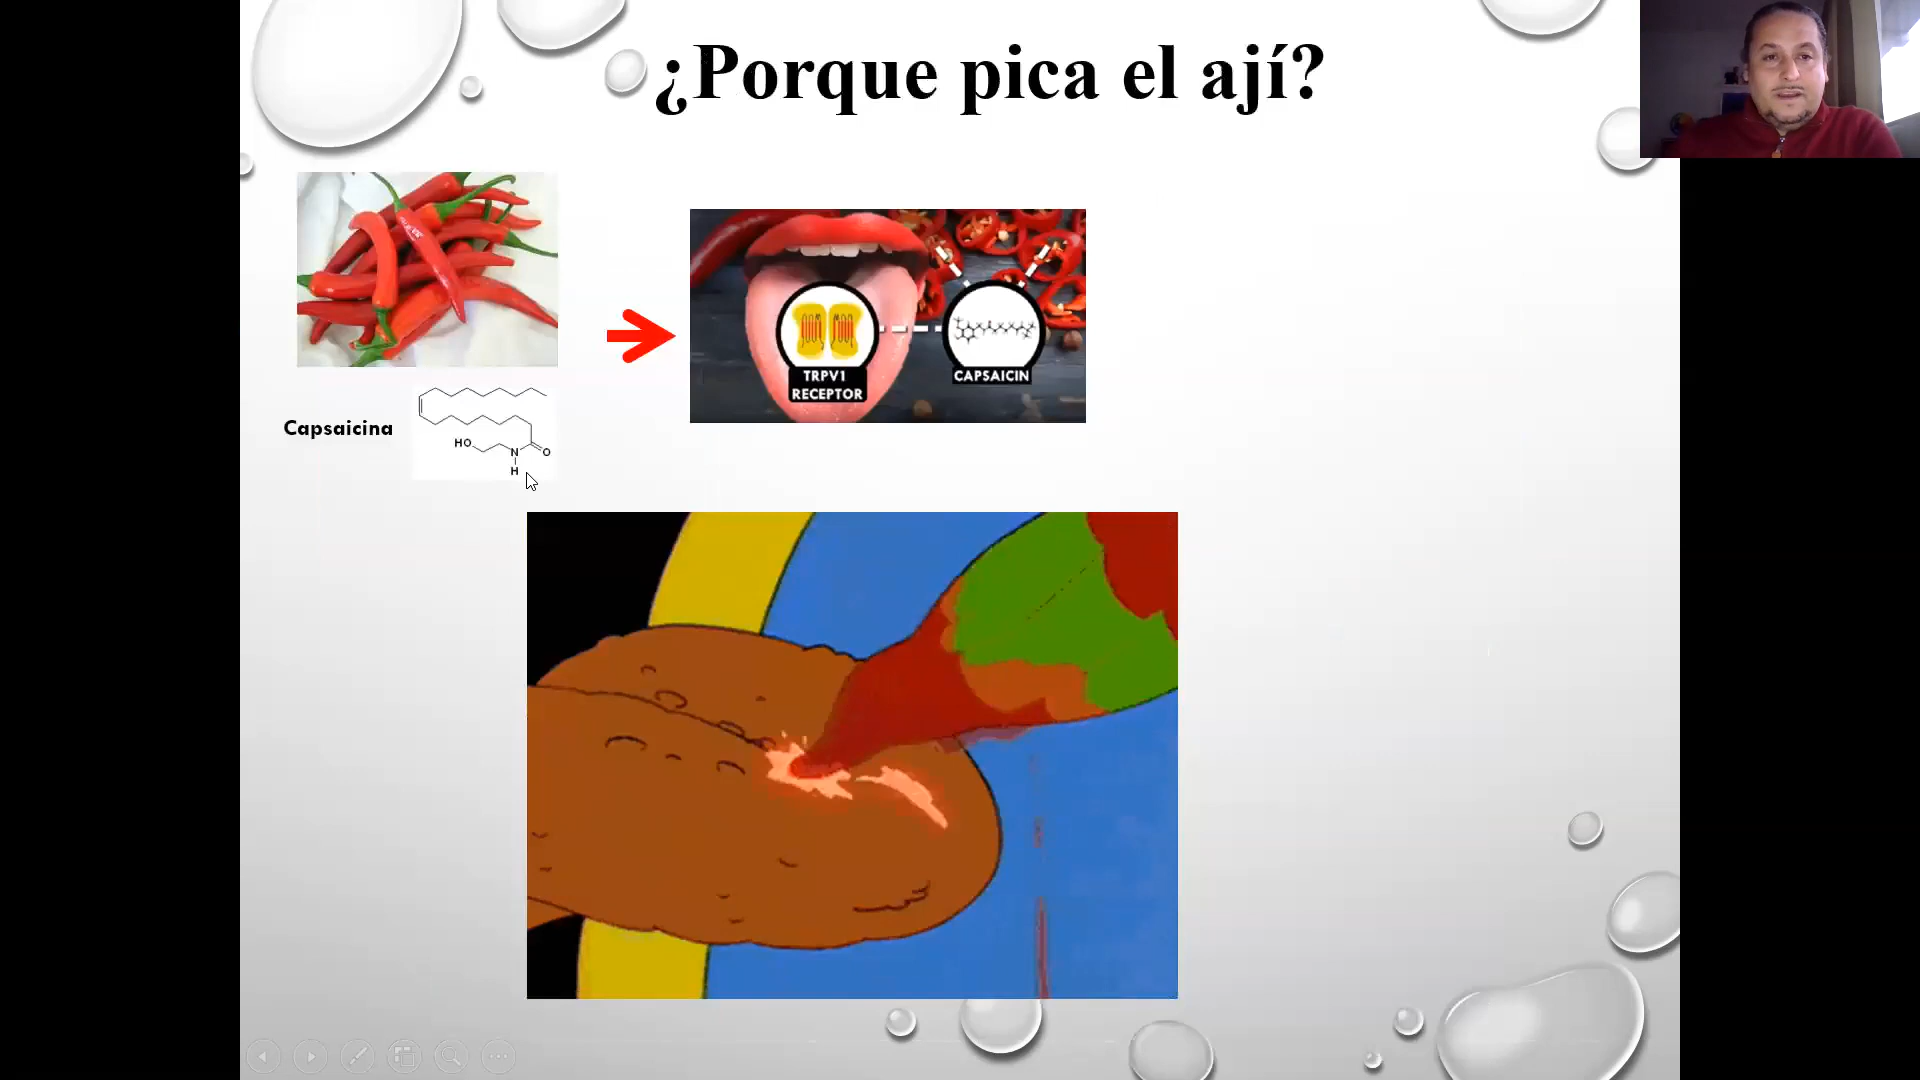 ¿Porque pica el ají?
TRPV1
RECEPTOR
CAPSAICIN
Capsaicina
HO
N
O
H